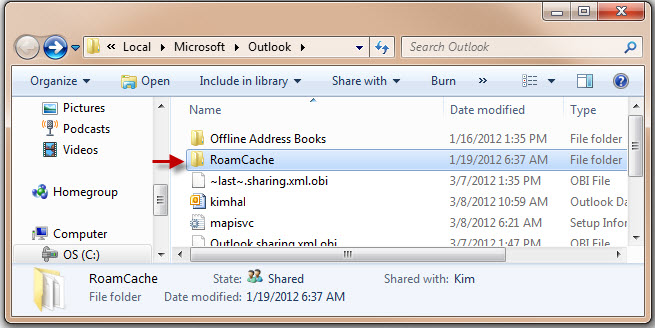 « Local Microsoft Outlook
Search Outlook
Organize Open Include in library Share with Burn »
Pictures
Podcasts
Videos
Homegroup
Computer
OS (C:)
Name Date modified Type
Offline Address Books 1/16/2012 1:35 PM File folder
RoamCache 1/19/2012 6:37 AM File folder
~last~.sharing.xml.obi 3/7/2012 1:35 PM OBI File
kimhal 3/8/2012 10:59 AM Outlook Da
mapisvc 3/8/2012 6:21 AM Setup Infor
Outlook.sharing.xml.obi 3/7/2012 1:47 PM OBI File
RoamCache State: Shared Shared with: Kim
File folder Date modified: 1/19/2012 6:37 AM